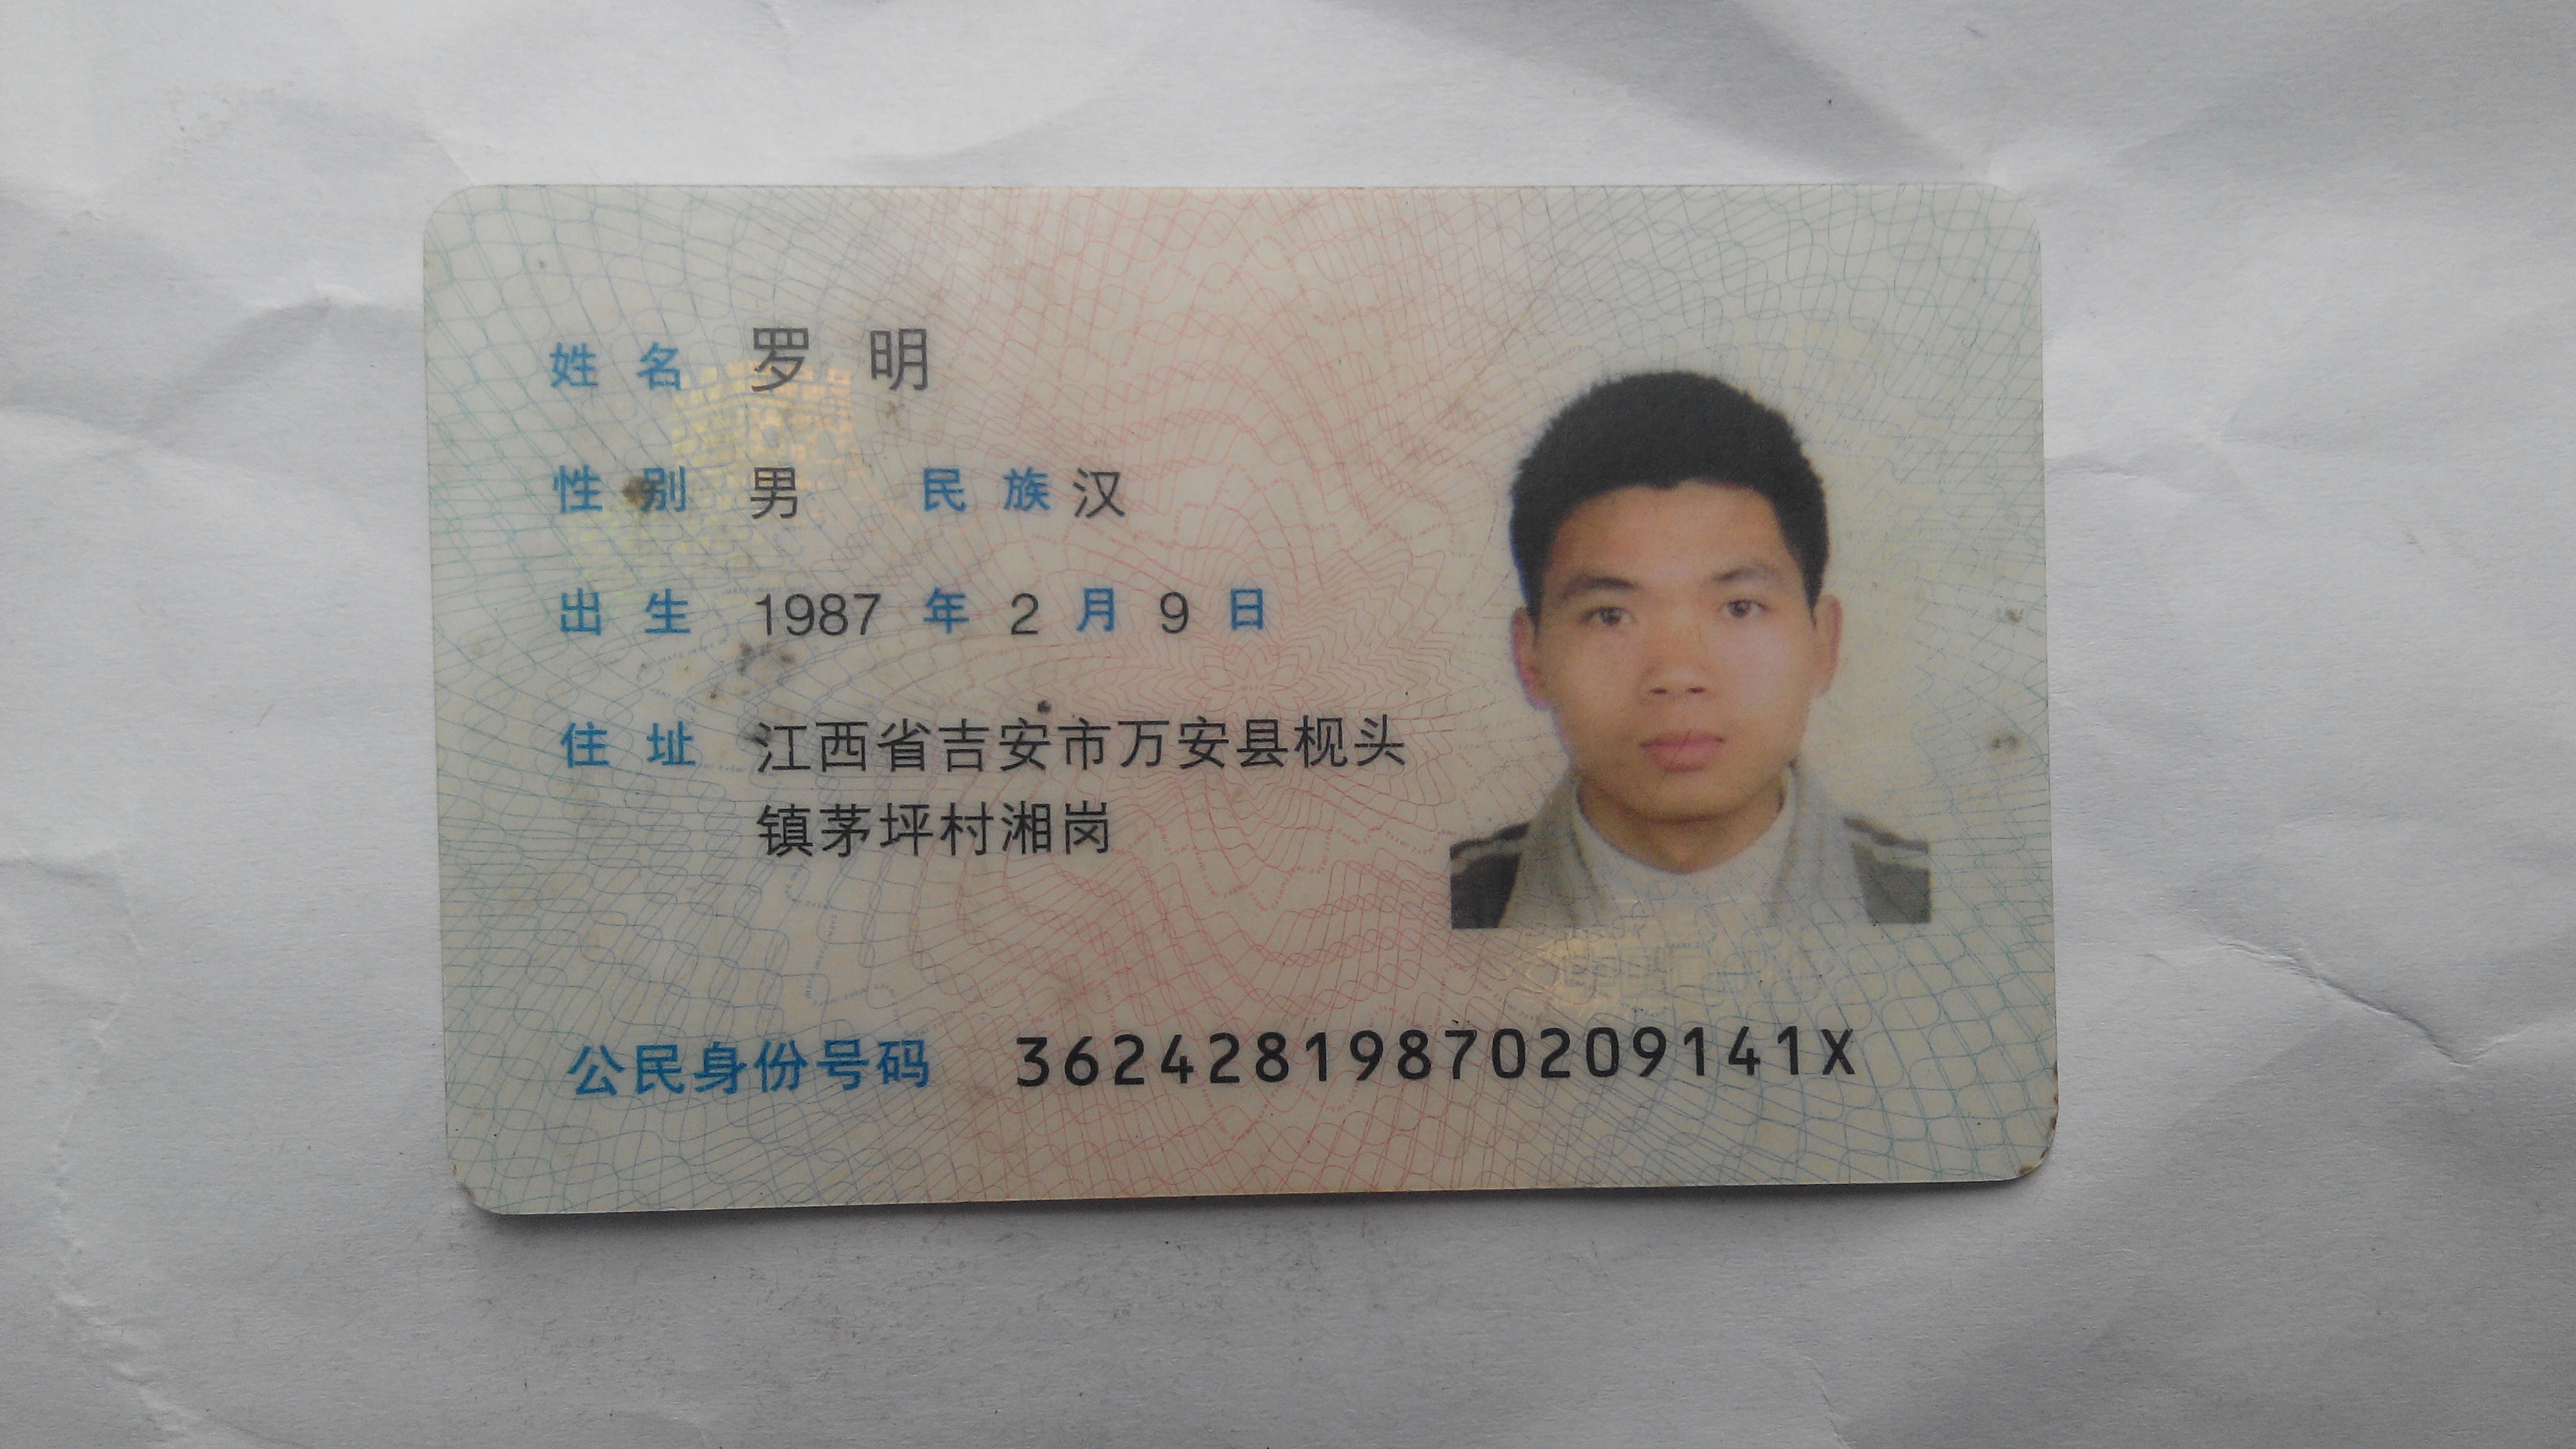 姓名 罗明
性别 男 民族 汉
出生 1987 年 2 月 9 日
住址 江西省吉安市万安县枧头
镇茅坪村湘岗
公民身份号码 36242819870209141X